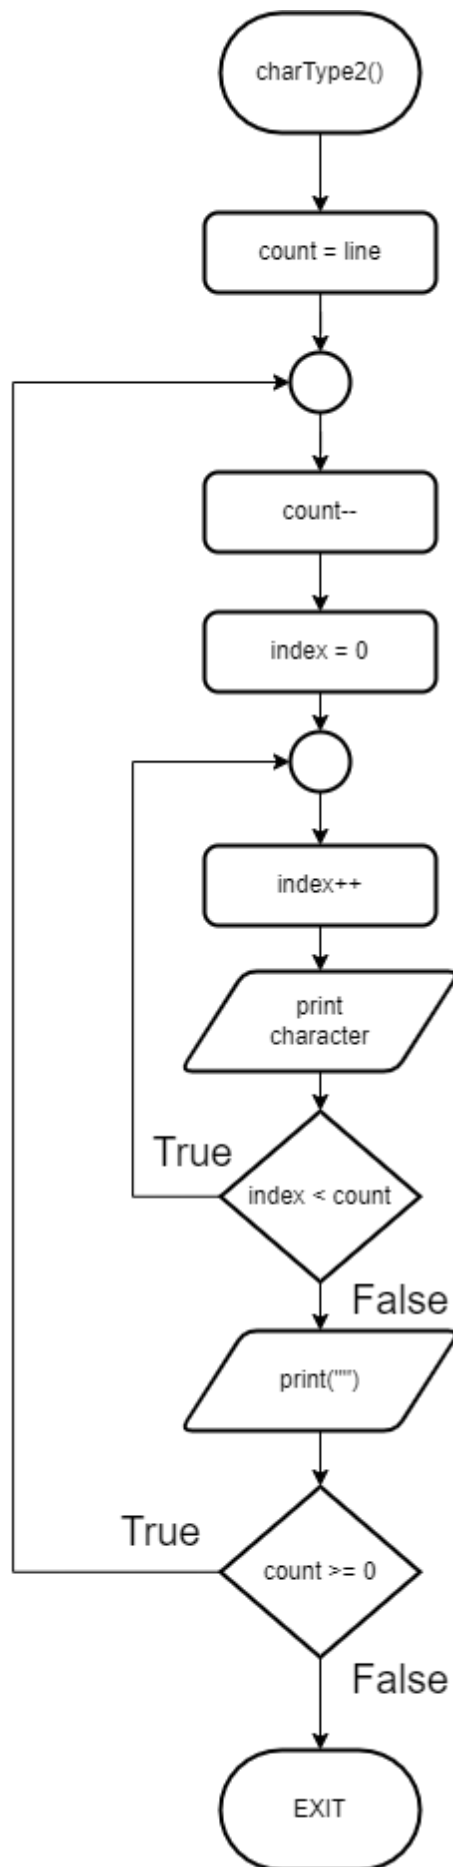 charType2()
count = line
count--
index = 0
index++
print
character
True
index < count
False
print("")
True
count >= 0
False
EXIT